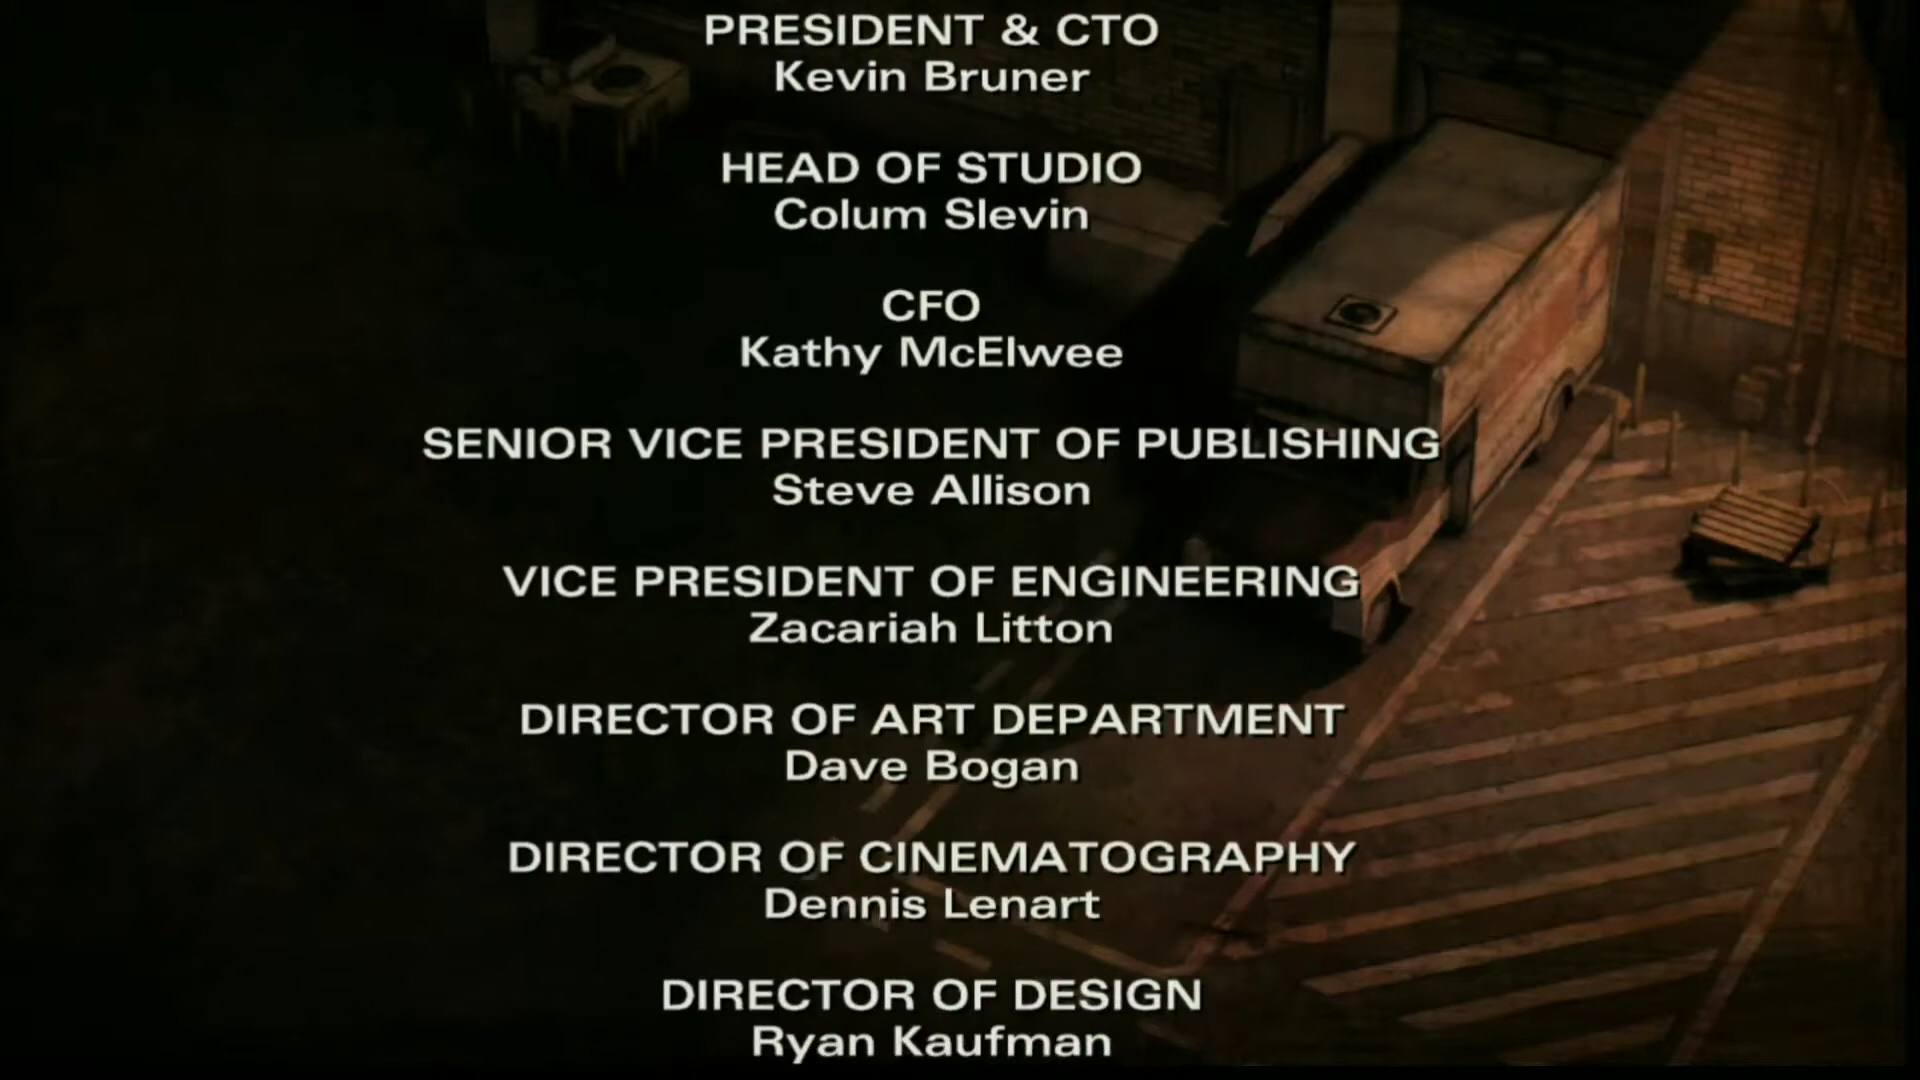 PRESIDENT & CTO
Kevin Bruner
HEAD OF STUDIO
Colum Slevin
CFO
Kathy McElwee
SENIOR VICE PRESIDENT OF PUBLISHING
Steve Allison
VICE PRESIDENT OF ENGINEERING
Zacariah Litton
DIRECTOR OF ART DEPARTMENT
Dave Bogan
DIRECTOR OF CINEMATOGRAPHY
Dennis Lenart
DIRECTOR OF DESIGN
Ryan Kaufman